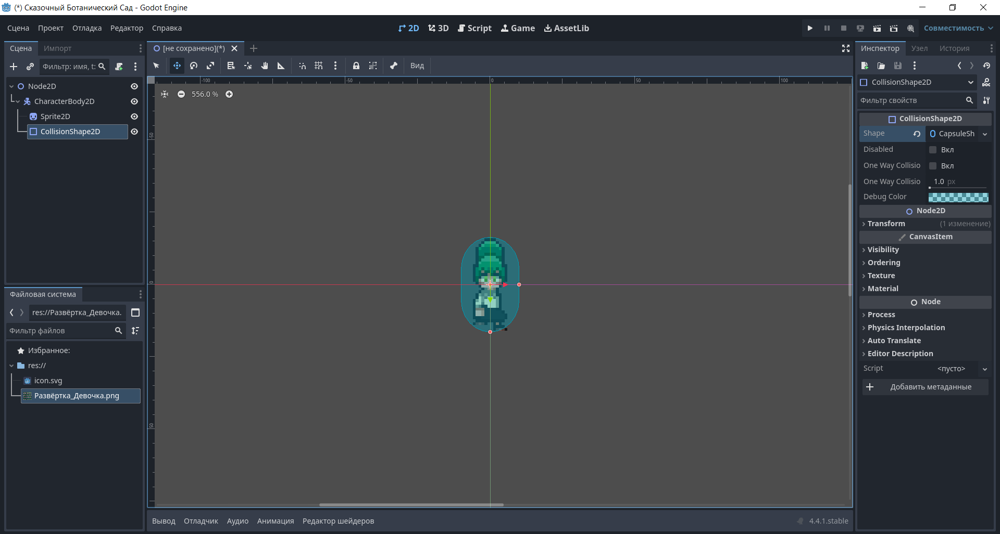 (*) Сказочный Ботанический Сад - Godot Engine
Сцена Проект Отладка Редактор Справка
2D 3D Script Game AssetLib
Совместимость
Сцена Импорт
Фильтр: имя, т:
Node2D
CharacterBody2D
Sprite2D
CollisionShape2D
Файловая система
res://Развёртка_Девочка.
Фильтр файлов
Избранное:
res://
icon.svg
Развёртка_Девочка.png
[не сохранено](*)
Вид
-100 -50 0 50 100
556.0 %
-50
0
50
Вывод Отладчик Аудио Анимация Редактор шейдеров
4.4.1.stable
Инспектор Узел История
CollisionShape2D
Фильтр свойств
CollisionShape2D
Shape CapsuleSh
Disabled Вкл
One Way Collisio Вкл
One Way Collisio 1.0 px
Debug Color
Node2D
Transform (1 изменение)
CanvasItem
Visibility
Ordering
Texture
Material
Node
Process
Physics Interpolation
Auto Translate
Editor Description
Script <пусто>
Добавить метаданные